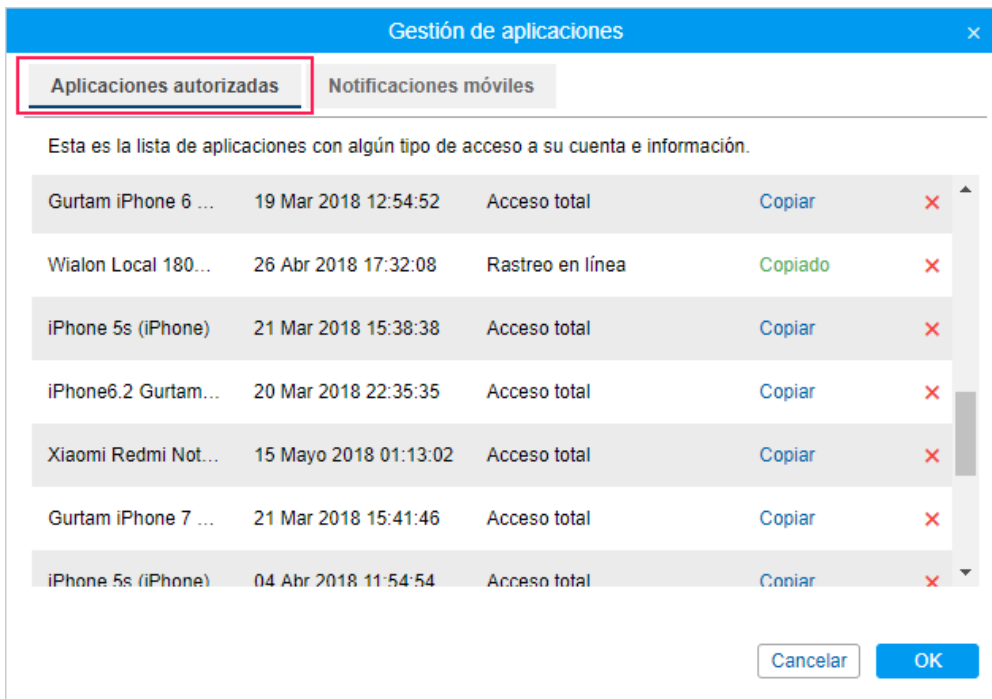 Gestión de aplicaciones
Aplicaciones autorizadas Notificaciones móviles
Esta es la lista de aplicaciones con algún tipo de acceso a su cuenta e información.
Gurtam iPhone 6 ... 19 Mar 2018 12:54:52 Acceso total Copiar
Wialon Local 180... 26 Abr 2018 17:32:08 Rastreo en línea Copiado
iPhone 5s (iPhone) 21 Mar 2018 15:38:38 Acceso total Copiar
iPhone6.2 Gurtam... 20 Mar 2018 22:35:35 Acceso total Copiar
Xiaomi Redmi Not... 15 Mayo 2018 01:13:02 Acceso total Copiar
Gurtam iPhone 7 ... 21 Mar 2018 15:41:46 Acceso total Copiar
iPhone 5s (iPhone) 04 Abr 2018 11:54:54 Acceso total Copiar
Cancelar OK